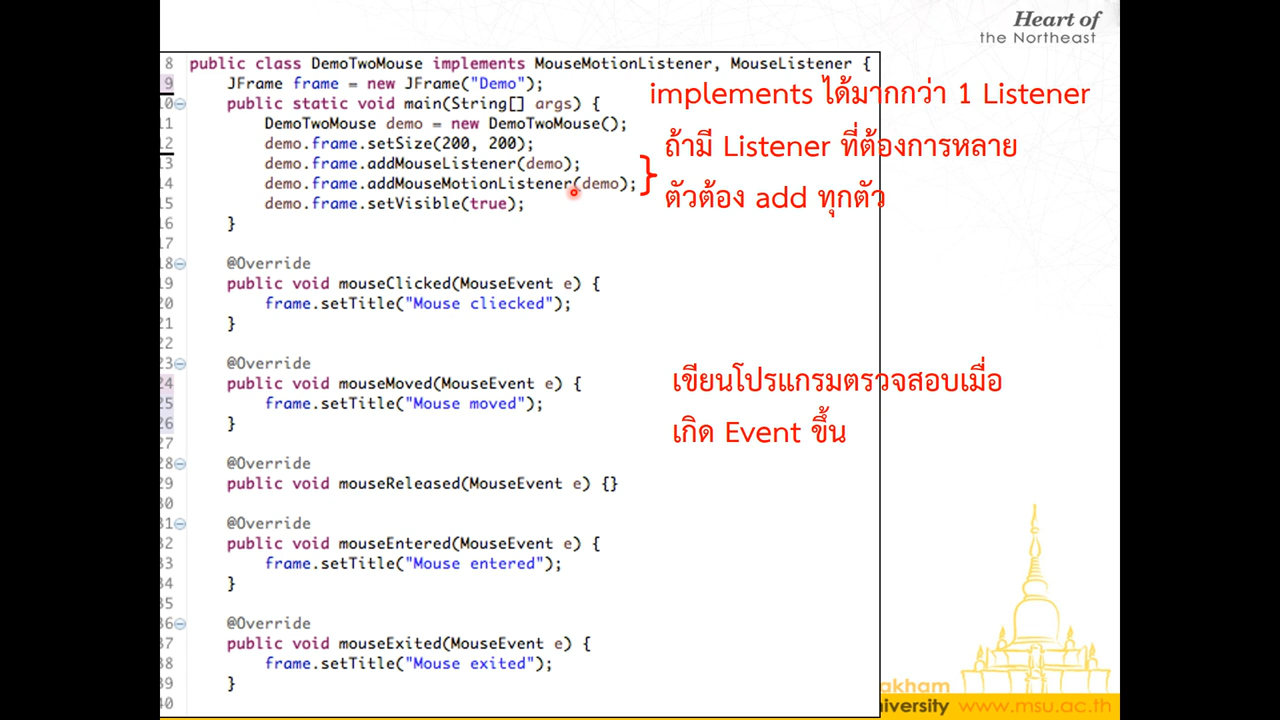 Heart of
the Northeast
8 public class DemoTwoMouse implements MouseMotionListener, MouseListener {
9 JFrame frame = new JFrame("Demo");
10 public static void main(String[] args) {
11 DemoTwoMouse demo = new DemoTwoMouse();
12 demo.frame.setSize(200, 200);
13 demo.frame.addMouseListener(demo);
14 demo.frame.addMouseMotionListener(demo);
15 demo.frame.setVisible(true);
16 }
17
18 @Override
19 public void mouseClicked(MouseEvent e) {
20 frame.setTitle("Mouse cliecked");
21 }
22
23 @Override
24 public void mouseMoved(MouseEvent e) {
25 frame.setTitle("Mouse moved");
26 }
27
28 @Override
29 public void mouseReleased(MouseEvent e) {}
30
31 @Override
32 public void mouseEntered(MouseEvent e) {
33 frame.setTitle("Mouse entered");
34 }
35
36 @Override
37 public void mouseExited(MouseEvent e) {
38 frame.setTitle("Mouse exited");
39 }
40
implements ได้มากกว่า 1 Listener
} ถ้ามี Listener ที่ต้องการหลาย
ตัวต้อง add ทุกตัว
เขียนโปรแกรมตรวจสอบเมื่อ
เกิด Event ขึ้น
akham
iversity www.msu.ac.th